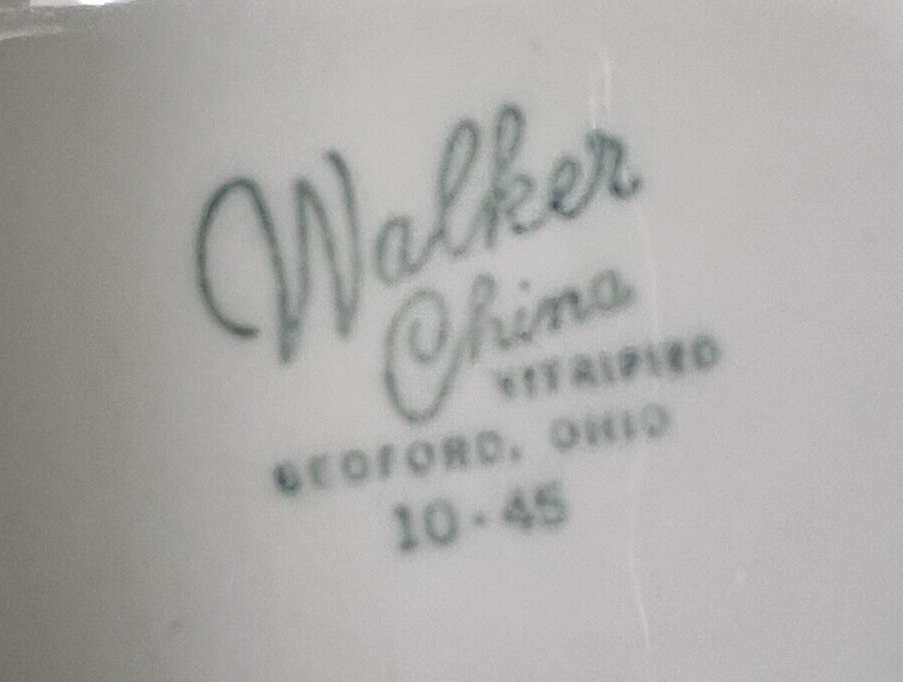 Walker
China
VITRIFIED
BEDFORD, OHIO
10-45